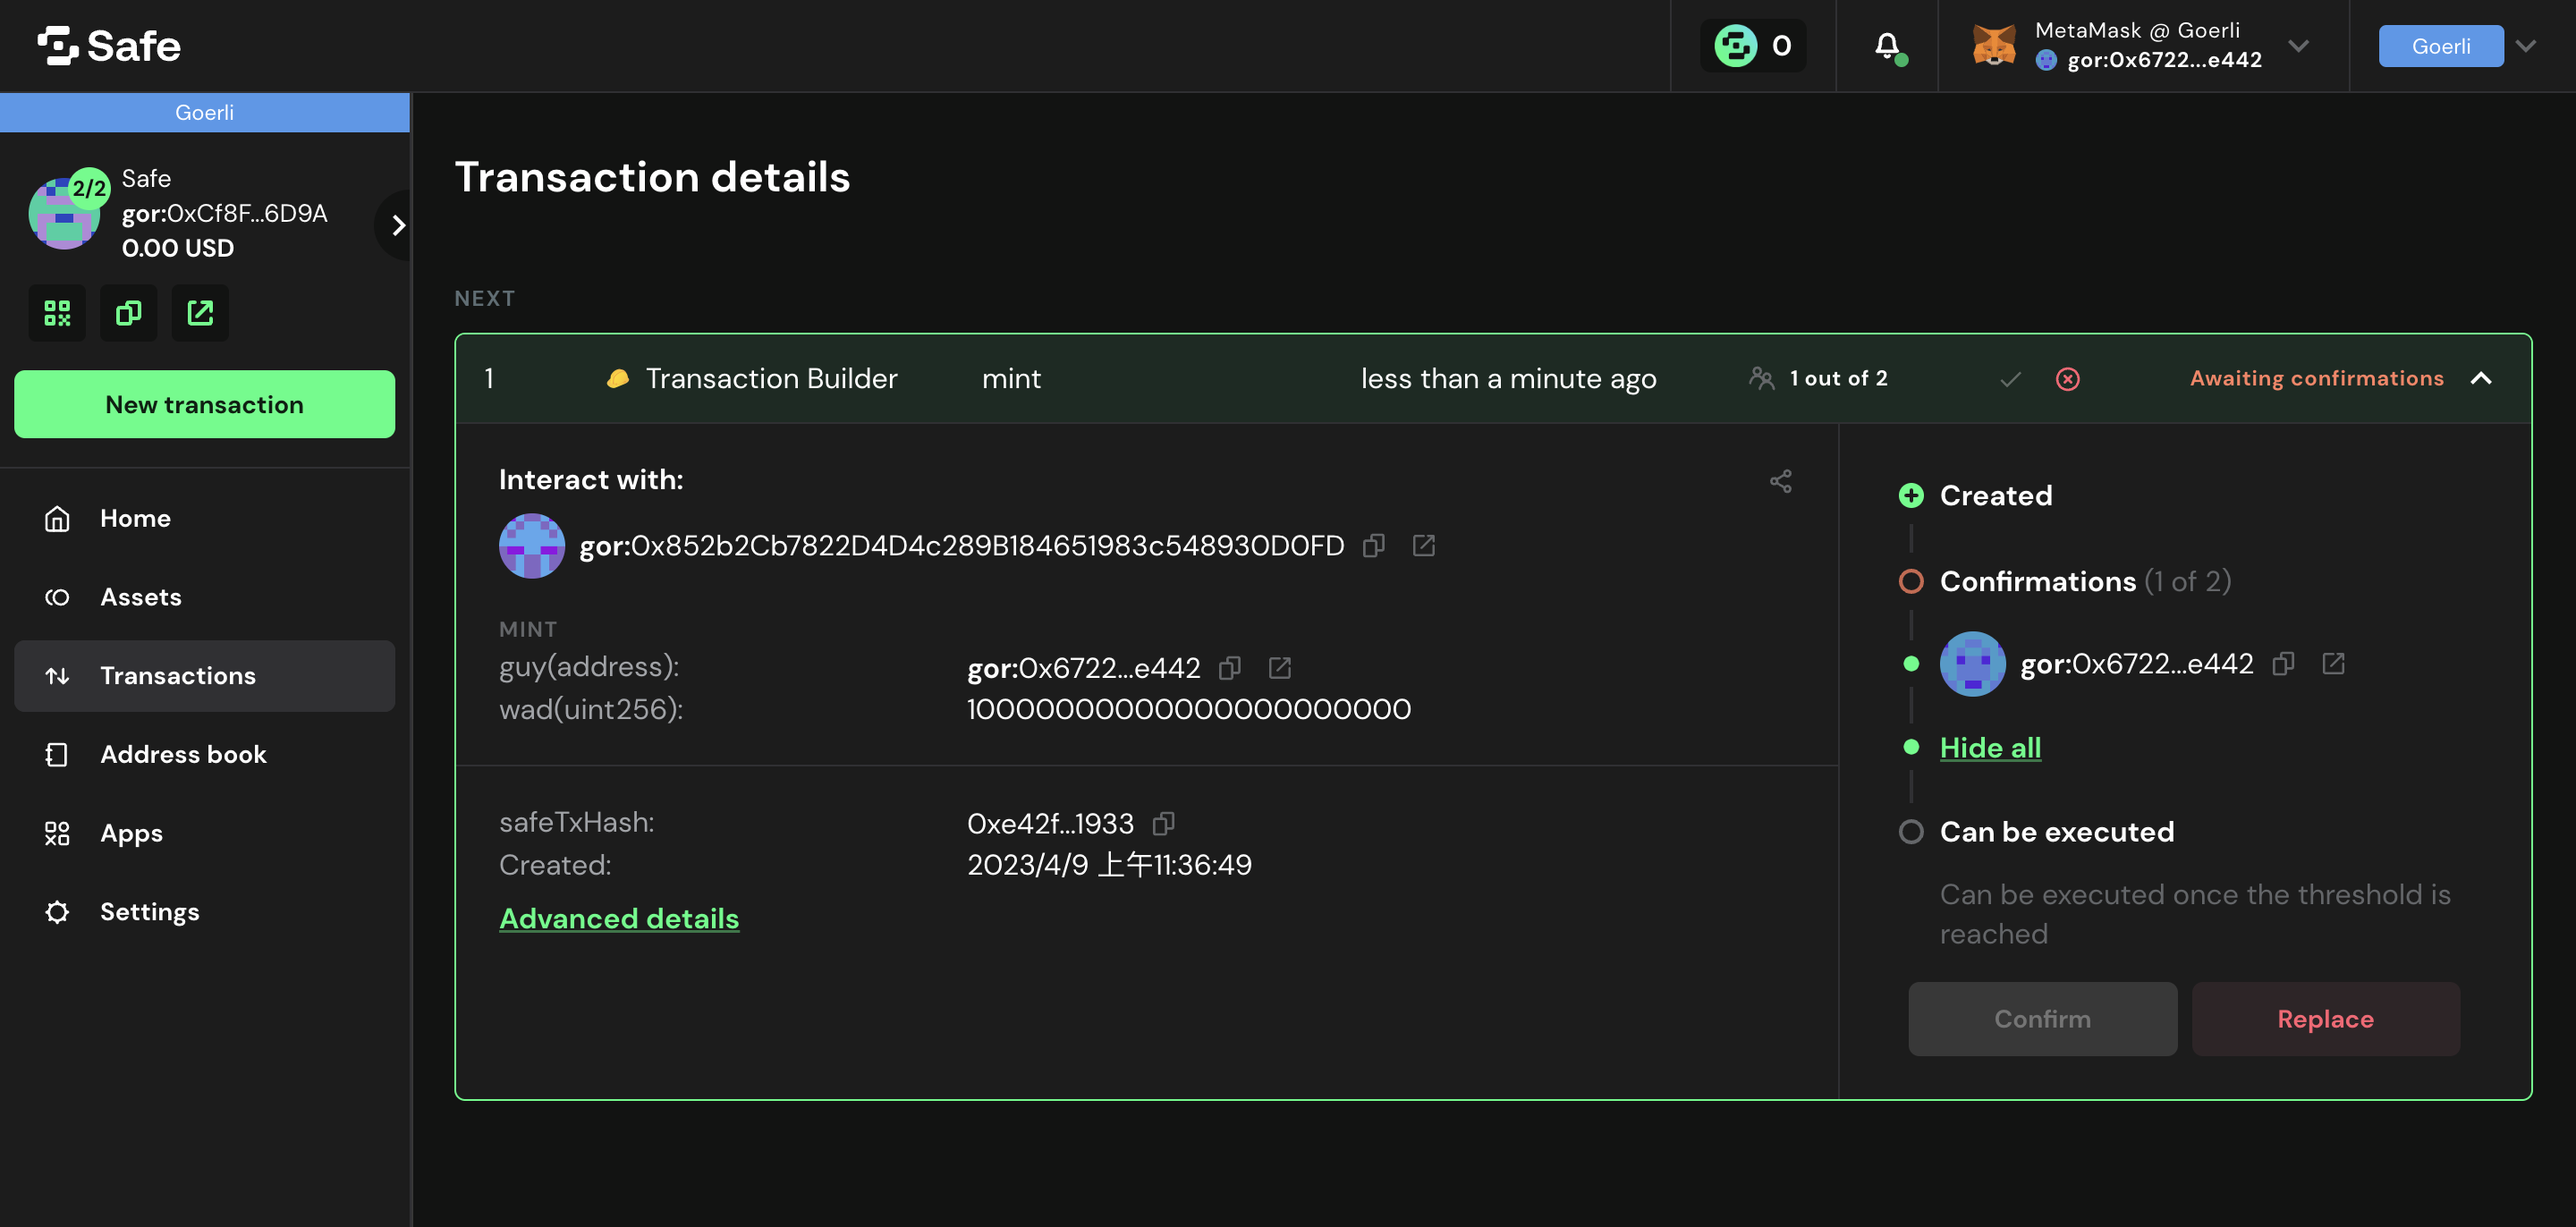 Safe
0
MetaMask @ Goerli
gor:0x6722...e442
Goerli
Goerli
2/2
Safe
gor:0xCf8F...6D9A
0.00 USD
New transaction
Home
Assets
Transactions
Address book
Apps
Settings
Transaction details
NEXT
1 Transaction Builder mint less than a minute ago 1 out of 2 Awaiting confirmations
Interact with:
gor:0x852b2Cb7822D4D4c289B184651983c548930D0FD
MINT
guy(address): gor:0x6722...e442
wad(uint256): 1000000000000000000000
safeTxHash: 0xe42f...1933
Created: 2023/4/9 上午11:36:49
Advanced details
Created
Confirmations (1 of 2)
gor:0x6722...e442
Hide all
Can be executed
Can be executed once the threshold is
reached
Confirm
Replace